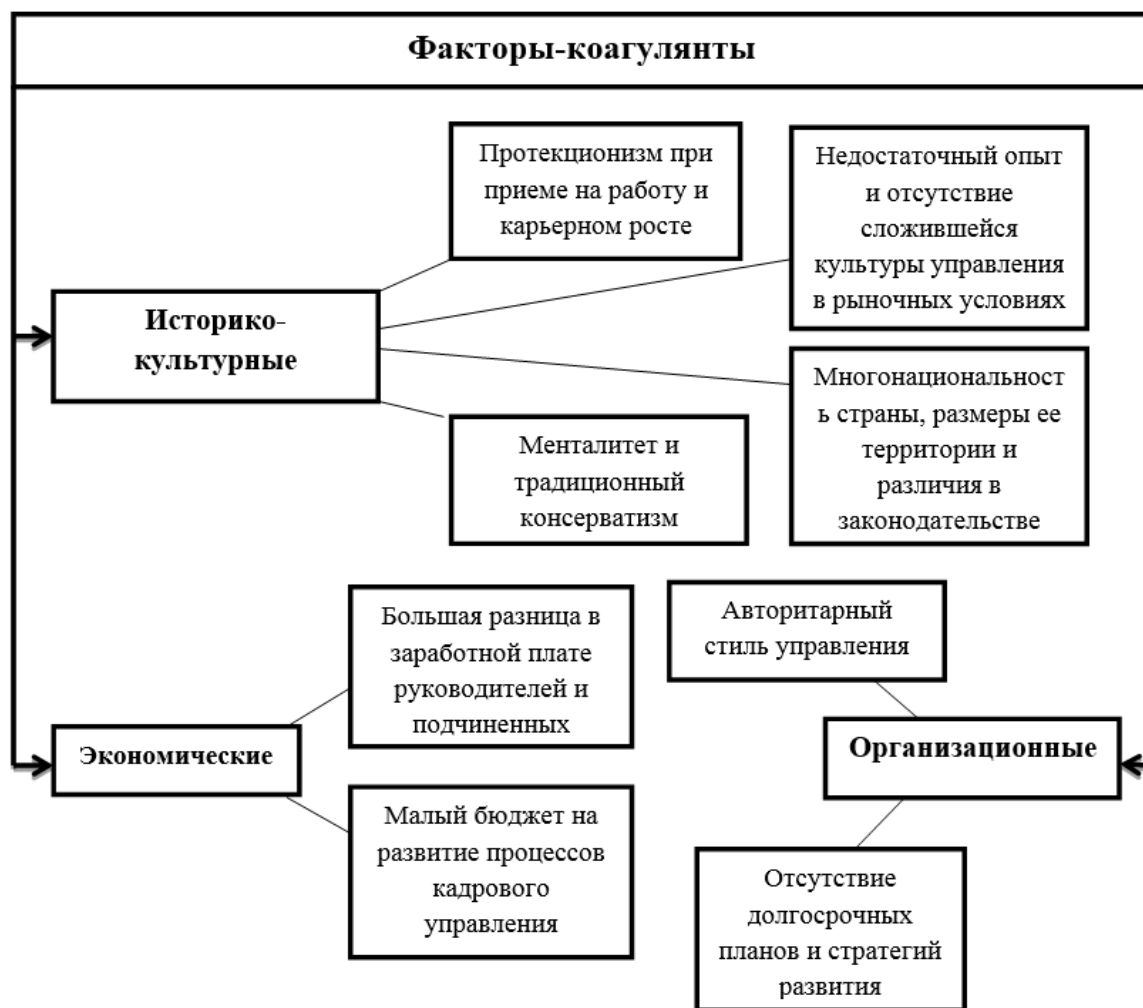 Факторы-коагулянты
Протекционизм при
приеме на работу и
карьерном росте
Недостаточный опыт
и отсутствие
сложившейся
культуры управления
в рыночных условиях
Историко-
культурные
Многонациональност
ь страны, размеры ее
территории и
различия в
законодательстве
Менталитет и
традиционный
консерватизм
Большая разница в
заработной плате
руководителей и
подчиненных
Авторитарный
стиль управления
Экономические
Организационные
Малый бюджет на
развитие процессов
кадрового
управления
Отсутствие
долгосрочных
планов и стратегий
развития